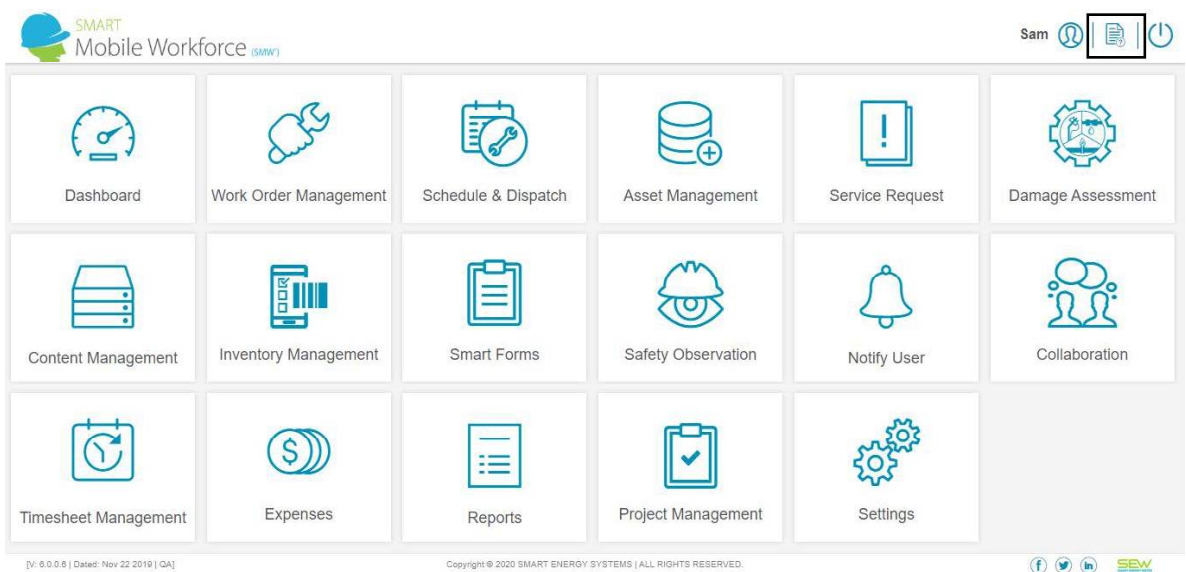 SMART
Mobile Workforce (SMW®)
Sam
Dashboard
Work Order Management
Schedule & Dispatch
Asset Management
Service Request
Damage Assessment
Content Management
Inventory Management
Smart Forms
Safety Observation
Notify User
Collaboration
Timesheet Management
Expenses
Reports
Project Management
Settings
[V: 6.0.0.6 | Dated: Nov 22 2019 | QA]
Copyright © 2020 SMART ENERGY SYSTEMS | ALL RIGHTS RESERVED.
SEW